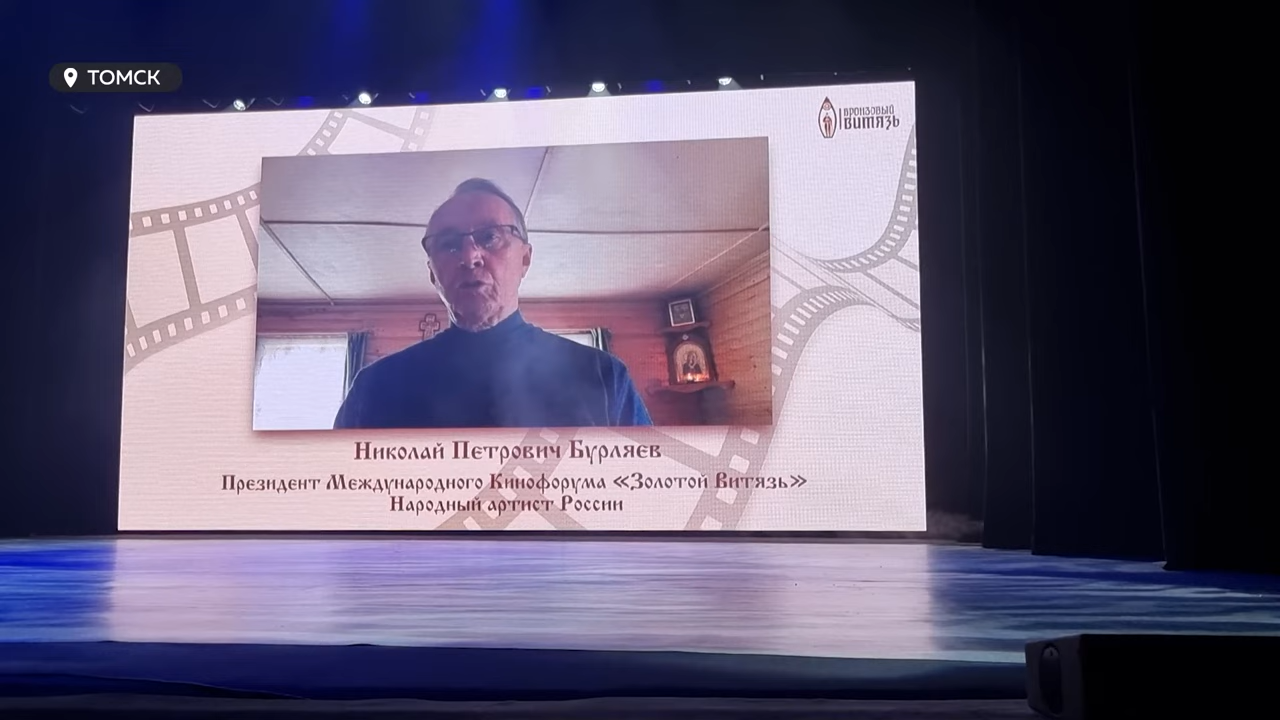 ТОМСК
БРОНЗОВЫЙ
ВИТЯЗЬ
Николай Петрович Бурляев
Президент Международного Кинофорума «Золотой Витязь»
Народный артист России